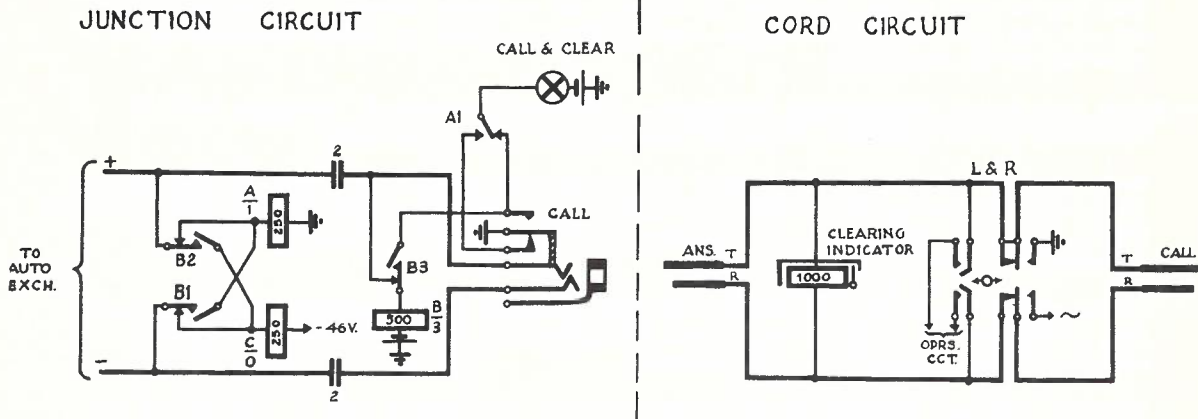 JUNCTION CIRCUIT
CORD CIRCUIT
CALL & CLEAR
A1
+
2
L & R
A
1
250
CALL
TO
AUTO
EXCH.
B2
B3
CLEARING
INDICATOR
ANS. T
R
1000
T CALL
R
B1
500
B
3
250
-46V.
C
0
OPRS.
CCT.
~
-
2